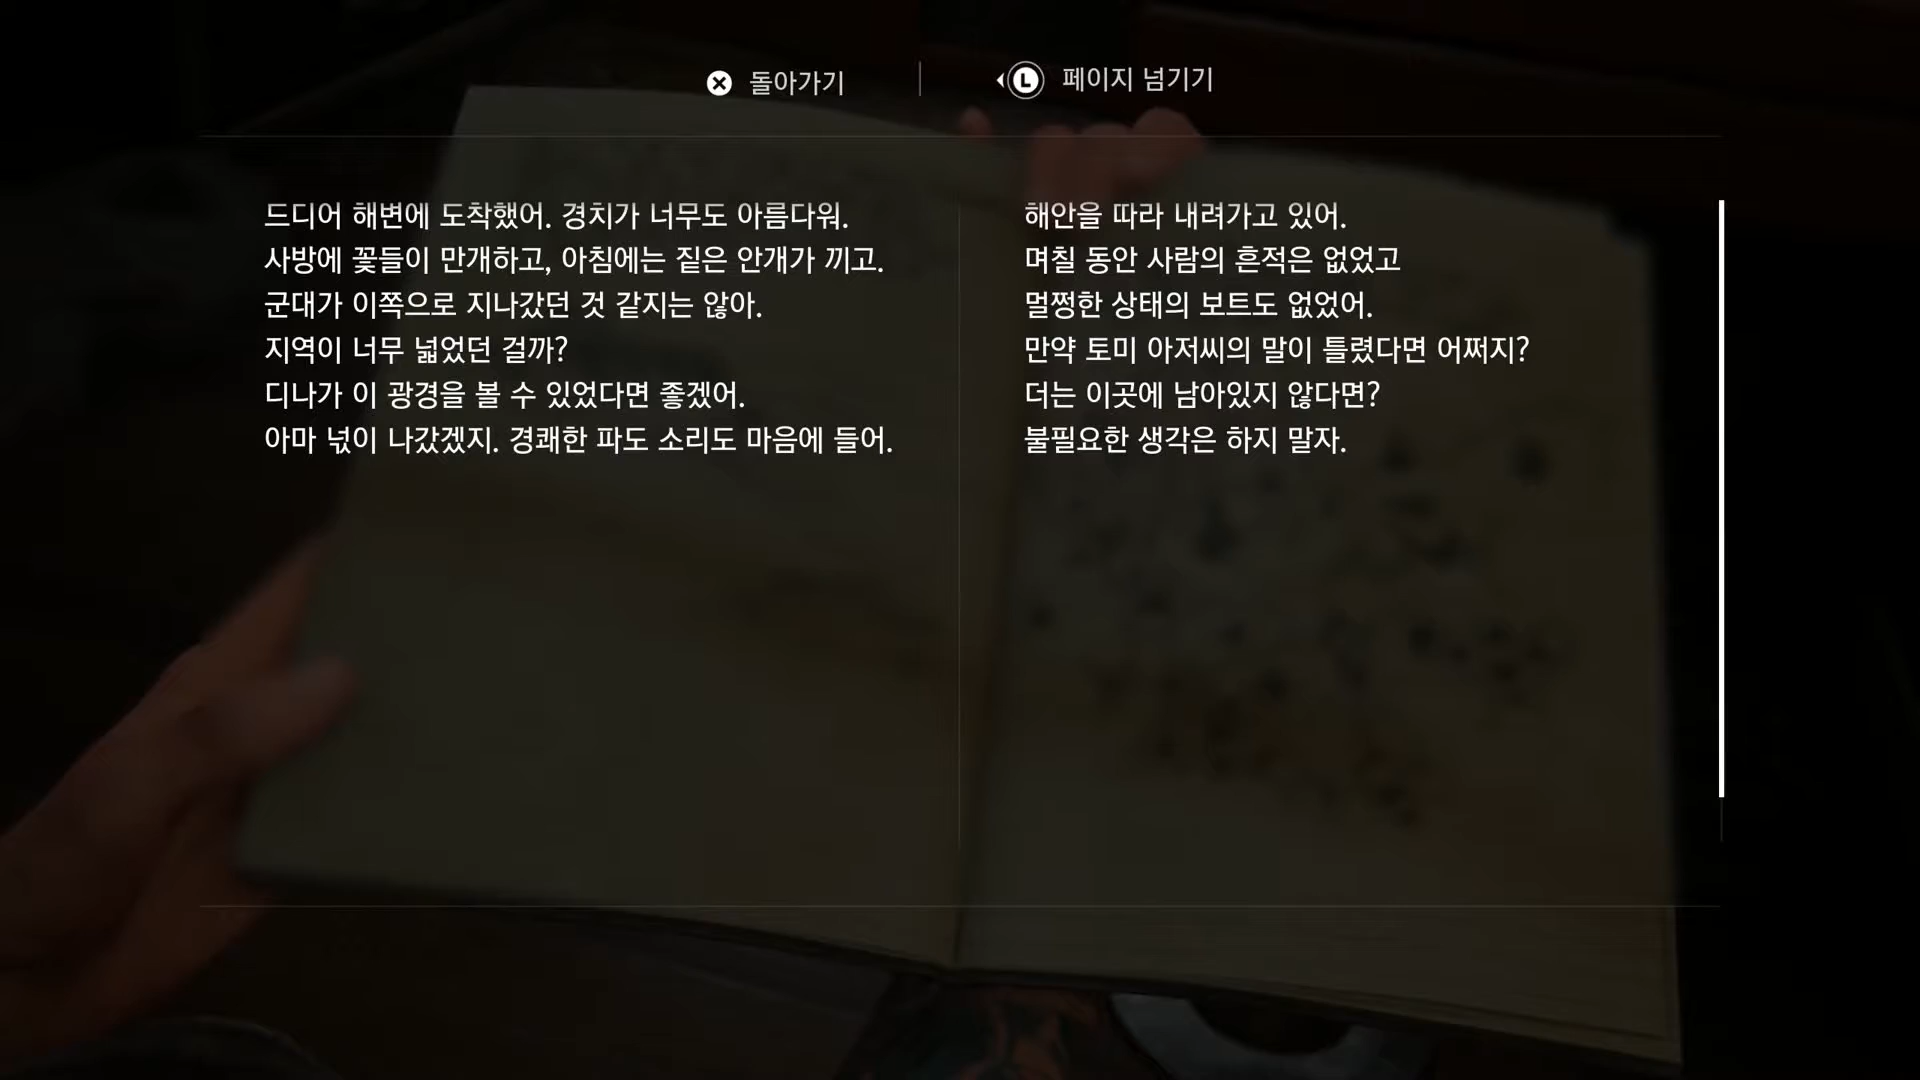 돌아가기
L 페이지 넘기기
드디어 해변에 도착했어. 경치가 너무도 아름다워.
사방에 꽃들이 만개하고, 아침에는 짙은 안개가 끼고.
군대가 이쪽으로 지나갔던 것 같지는 않아.
지역이 너무 넓었던 걸까?
디나가 이 광경을 볼 수 있었다면 좋겠어.
아마 넋이 나갔겠지. 경쾌한 파도 소리도 마음에 들어.
해안을 따라 내려가고 있어.
며칠 동안 사람의 흔적은 없었고
멀쩡한 상태의 보트도 없었어.
만약 토미 아저씨의 말이 틀렸다면 어쩌지?
더는 이곳에 남아있지 않다면?
불필요한 생각은 하지 말자.